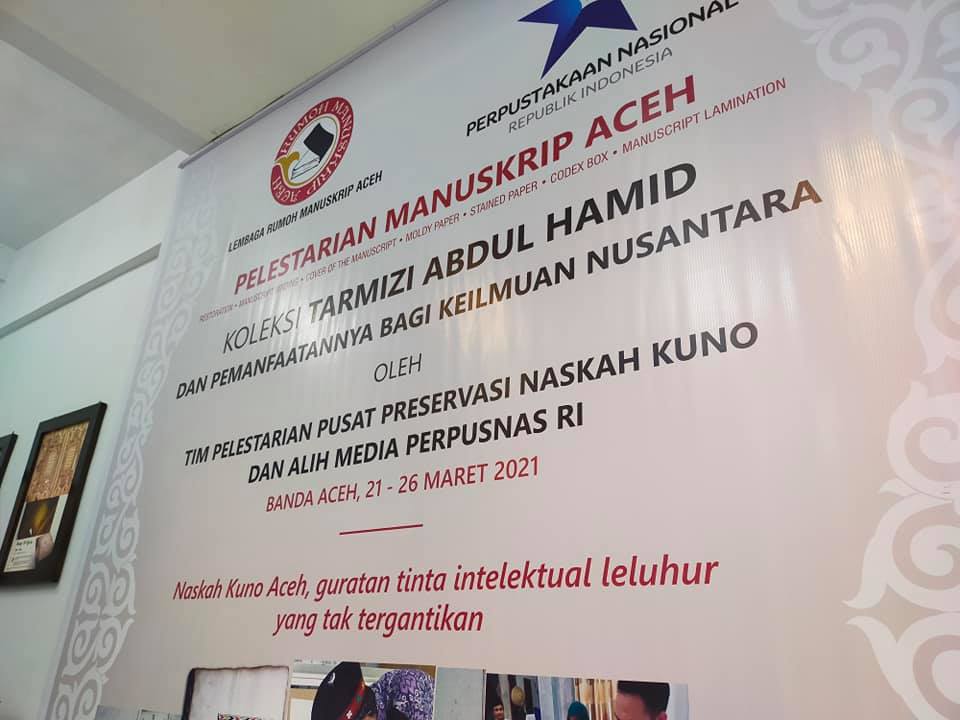 PERPUSTAKAAN NASIONAL
REPUBLIK INDONESIA
RUMOH MANUSKRIP ACEH
LEMBAGA RUMOH MANUSKRIP ACEH
PELESTARIAN MANUSKRIP ACEH
RESTORATION • MANUSCRIPT BINDING • COVER OF THE MANUSCRIPT • MOLDY PAPER • STAINED PAPER • CODEX BOX • MANUSCRIPT LAMINATION
KOLEKSI TARMIZI ABDUL HAMID
DAN PEMANFAATANNYA BAGI KEILMUAN NUSANTARA
OLEH
TIM PELESTARIAN PUSAT PRESERVASI NASKAH KUNO
DAN ALIH MEDIA PERPUSNAS RI
BANDA ACEH, 21 - 26 MARET 2021
Naskah Kuno Aceh, guratan tinta intelektual leluhur
yang tak tergantikan